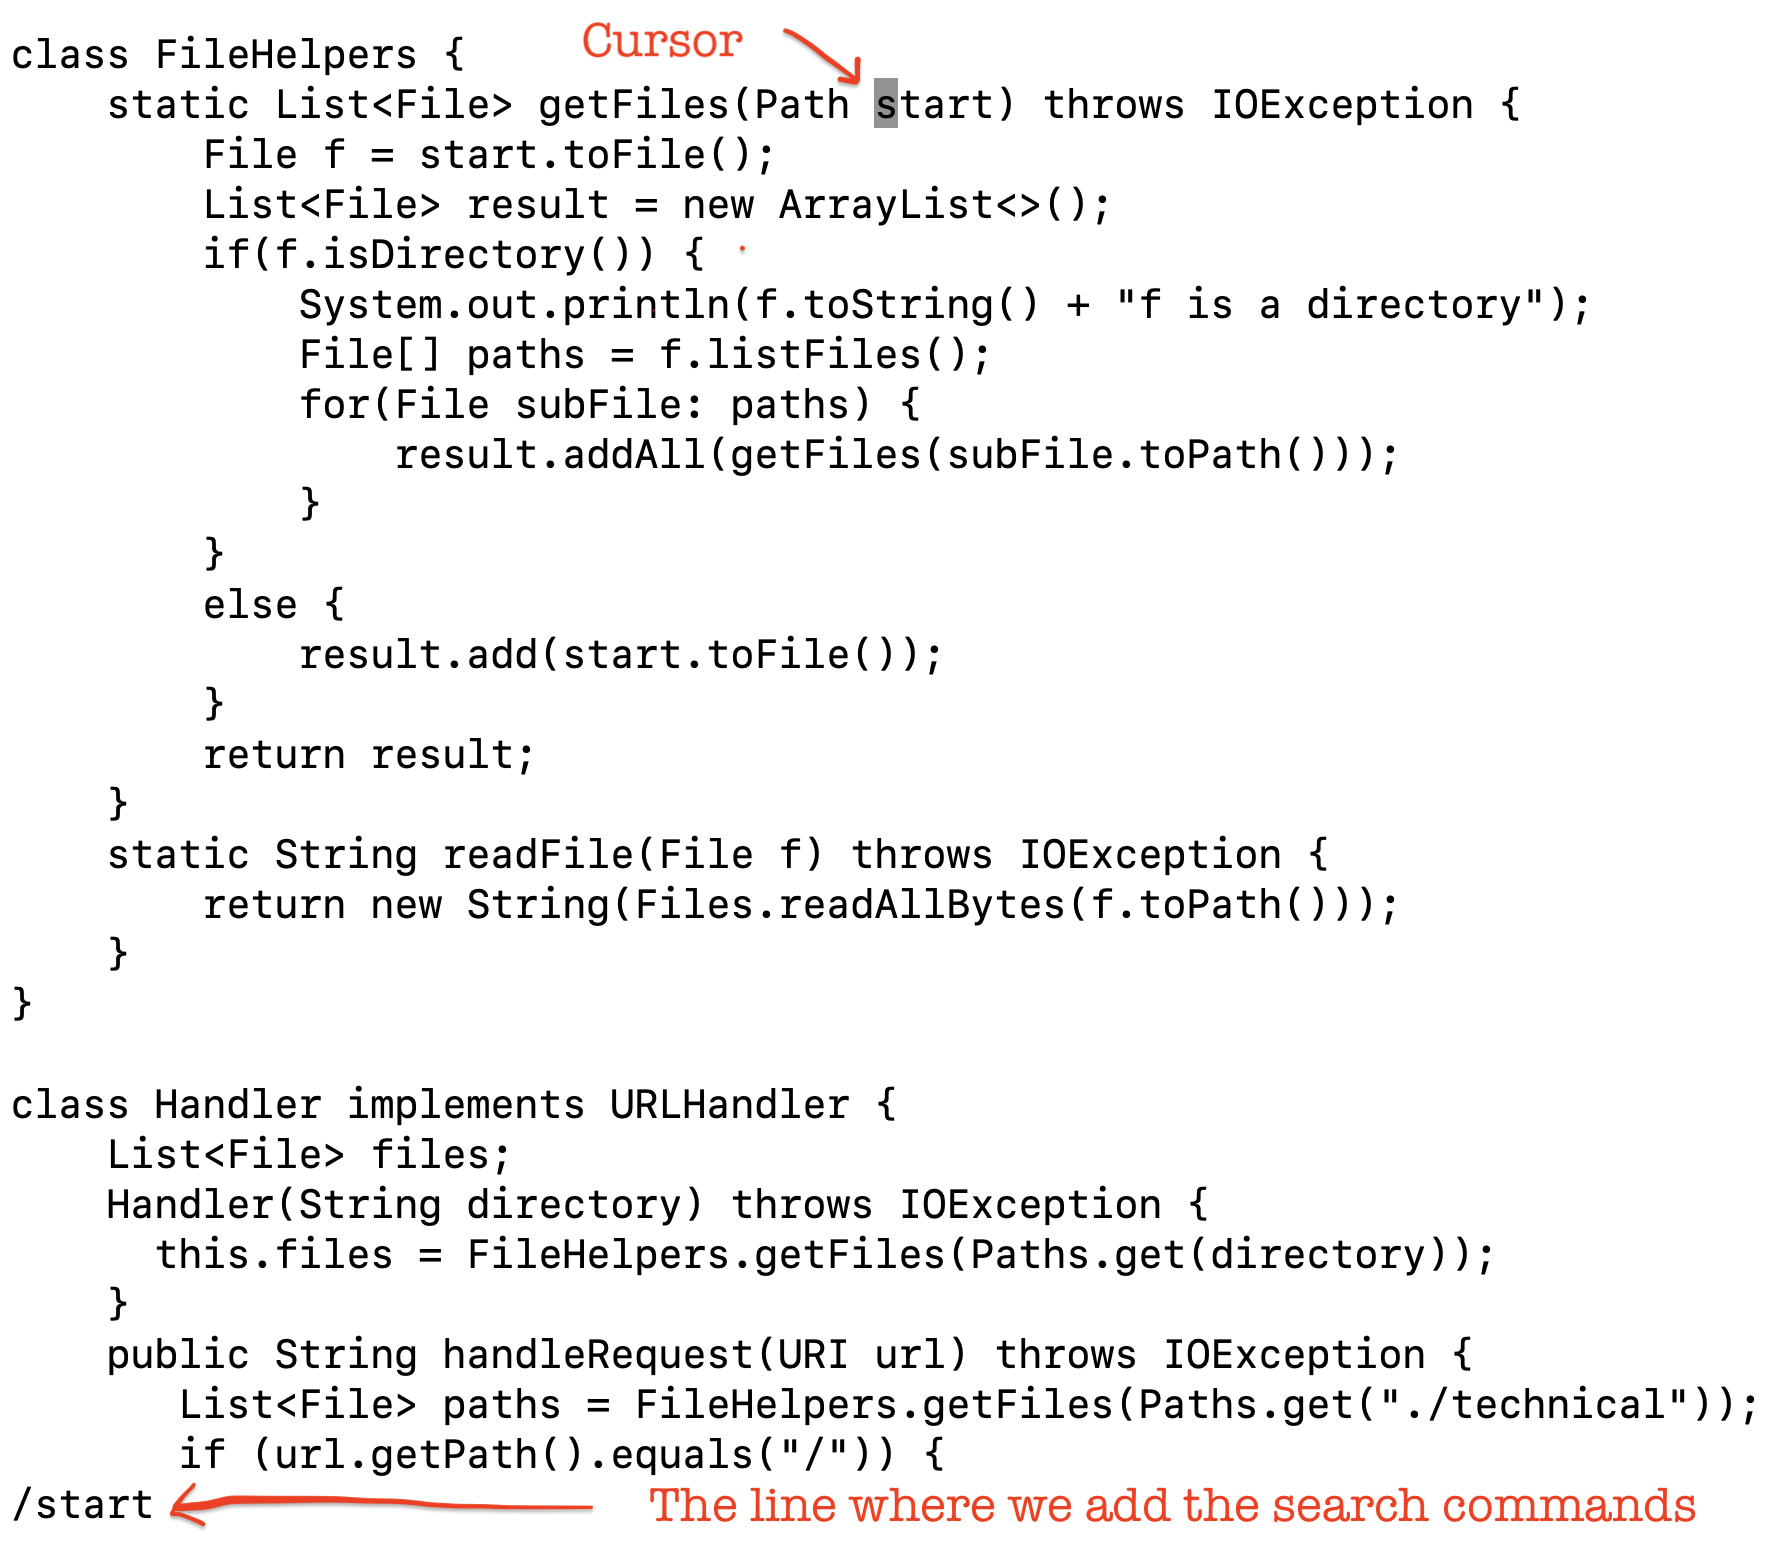 Cursor
class FileHelpers {
    static List<File> getFiles(Path start) throws IOException {
        File f = start.toFile();
        List<File> result = new ArrayList<>();
        if(f.isDirectory()) {
            System.out.println(f.toString() + "f is a directory");
            File[] paths = f.listFiles();
            for(File subFile: paths) {
                result.addAll(getFiles(subFile.toPath()));
            }
        }
        else {
            result.add(start.toFile());
        }
        return result;
    }
    static String readFile(File f) throws IOException {
        return new String(Files.readAllBytes(f.toPath()));
    }
}

class Handler implements URLHandler {
    List<File> files;
    Handler(String directory) throws IOException {
      this.files = FileHelpers.getFiles(Paths.get(directory));
    }
    public String handleRequest(URI url) throws IOException {
       List<File> paths = FileHelpers.getFiles(Paths.get("./technical"));
       if (url.getPath().equals("/")) {
/start
The line where we add the search commands